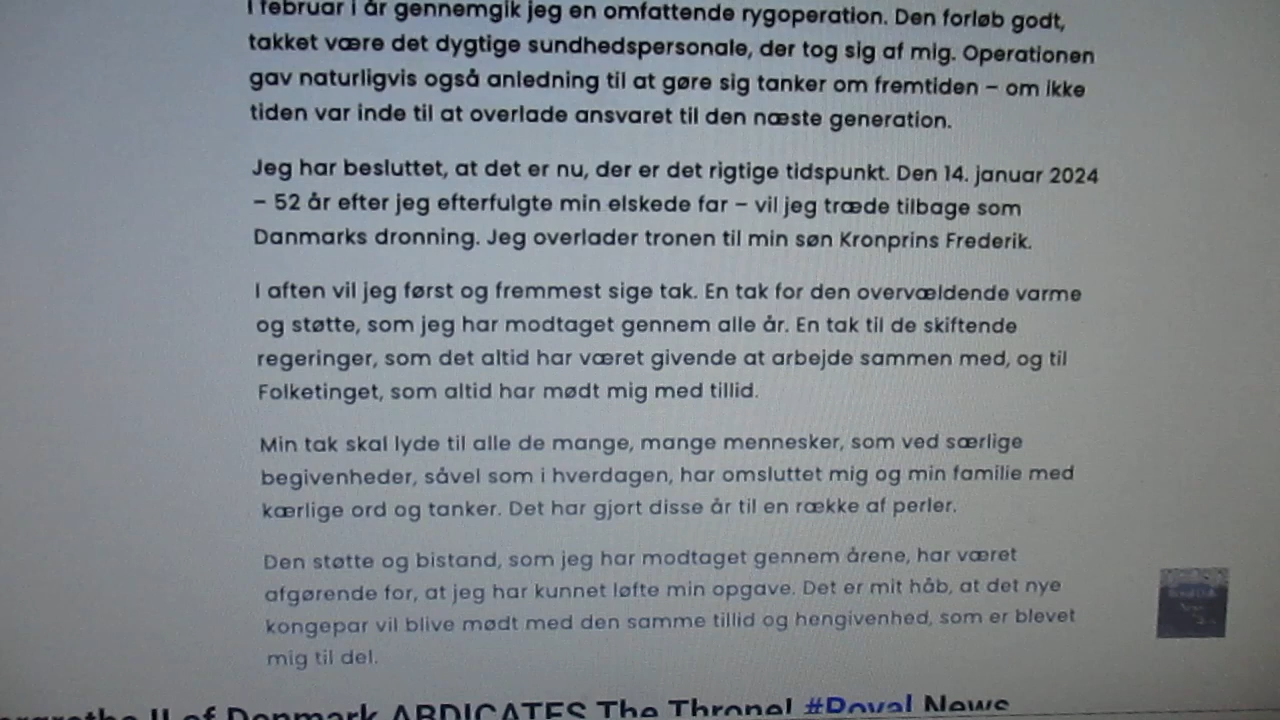 I februar i år gennemgik jeg en omfattende rygoperation. Den forløb godt,
takket være det dygtige sundhedspersonale, der tog sig af mig. Operationen
gav naturligvis også anledning til at gøre sig tanker om fremtiden – om ikke
tiden var inde til at overlade ansvaret til den næste generation.
Jeg har besluttet, at det er nu, der er det rigtige tidspunkt. Den 14. januar 2024
– 52 år efter jeg efterfulgte min elskede far – vil jeg træde tilbage som
Danmarks dronning. Jeg overlader tronen til min søn Kronprins Frederik.
I aften vil jeg først og fremmest sige tak. En tak for den overvældende varme
og støtte, som jeg har modtaget gennem alle år. En tak til de skiftende
regeringer, som det altid har været givende at arbejde sammen med, og til
Folketinget, som altid har mødt mig med tillid.
Min tak skal lyde til alle de mange, mange mennesker, som ved særlige
begivenheder, såvel som i hverdagen, har omsluttet mig og min familie med
kærlige ord og tanker. Det har gjort disse år til en række af perler.
Den støtte og bistand, som jeg har modtaget gennem årene, har været
afgørende for, at jeg har kunnet løfte min opgave. Det er mit håb, at det nye
kongepar vil blive mødt med den samme tillid og hengivenhed, som er blevet
mig til del.
II of Denmark ABDICATES The Throne! #Royal News